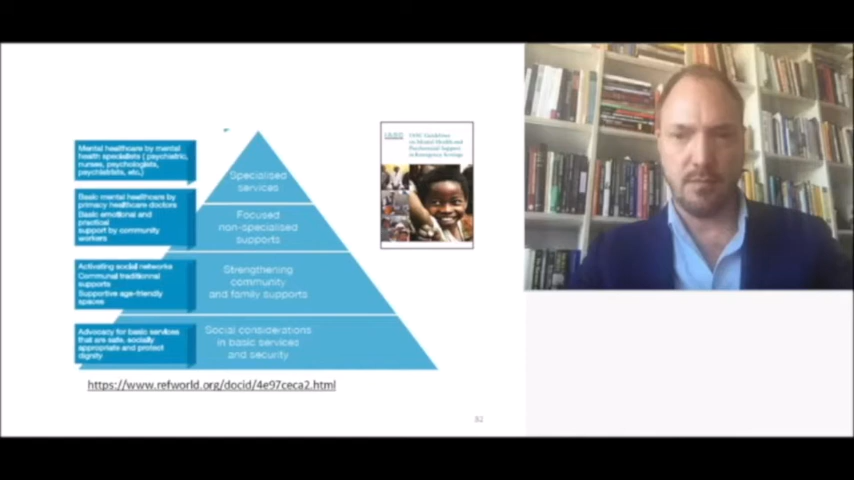 Mental healthcare by mental
health specialists ( psychiatric,
nurses, psychologists,
psychiatrists, etc.)
Specialised
services
Basic mental healthcare by
primacy healthcare doctors
Basic emotional and
practical
support by community
workers
Focused
non-specialised
supports
Activating social networks
Communal traditionnal
supports
Supportive age-friendly
spaces
Strengthening
community
and family supports
Advocacy for basic services
that are safe, socially
appropriate and protect
dignity
Social considerations
in basic services
and security
IASC Guidelines
on Mental Health and
Psychosocial Support
in Emergency Settings
https://www.refworld.org/docid/4e97ceca2.html